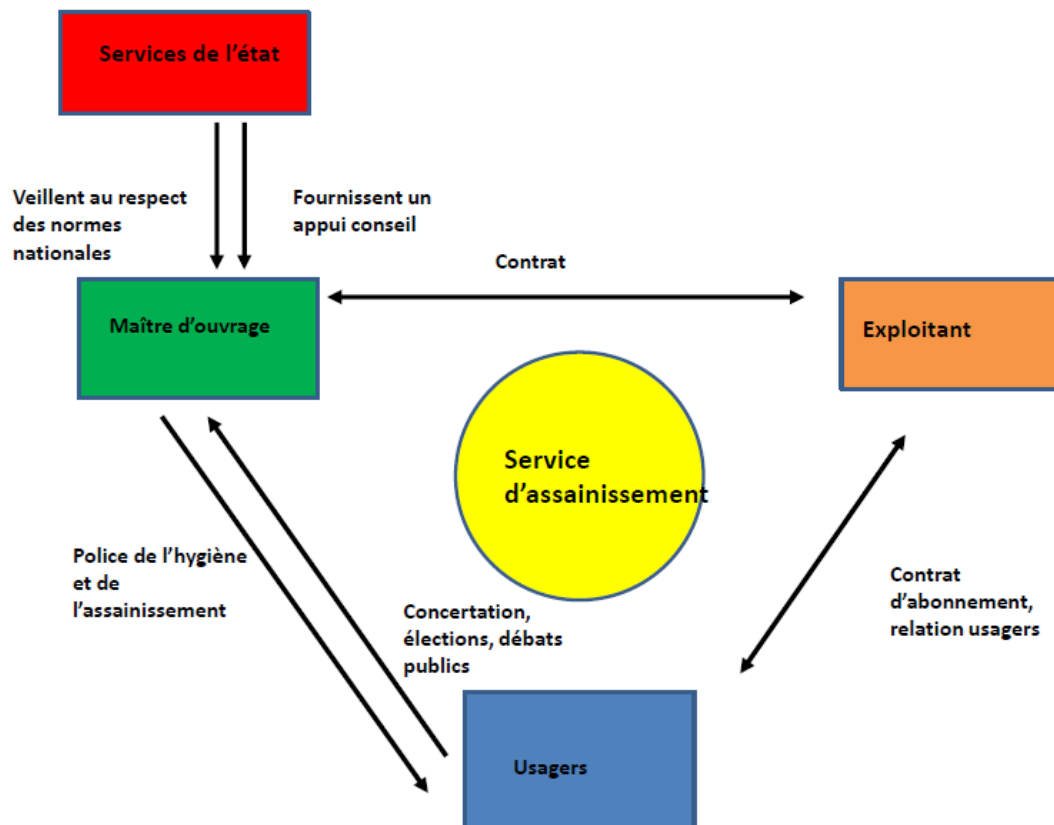 Services de l’état
Veillent au respect
des normes
nationales
Fournissent un
appui conseil
Contrat
Maître d’ouvrage
Exploitant
Service
d’assainissement
Police de l’hygiène
et de
l’assainissement
Concertation,
élections, débats
publics
Contrat
d’abonnement,
relation usagers
Usagers